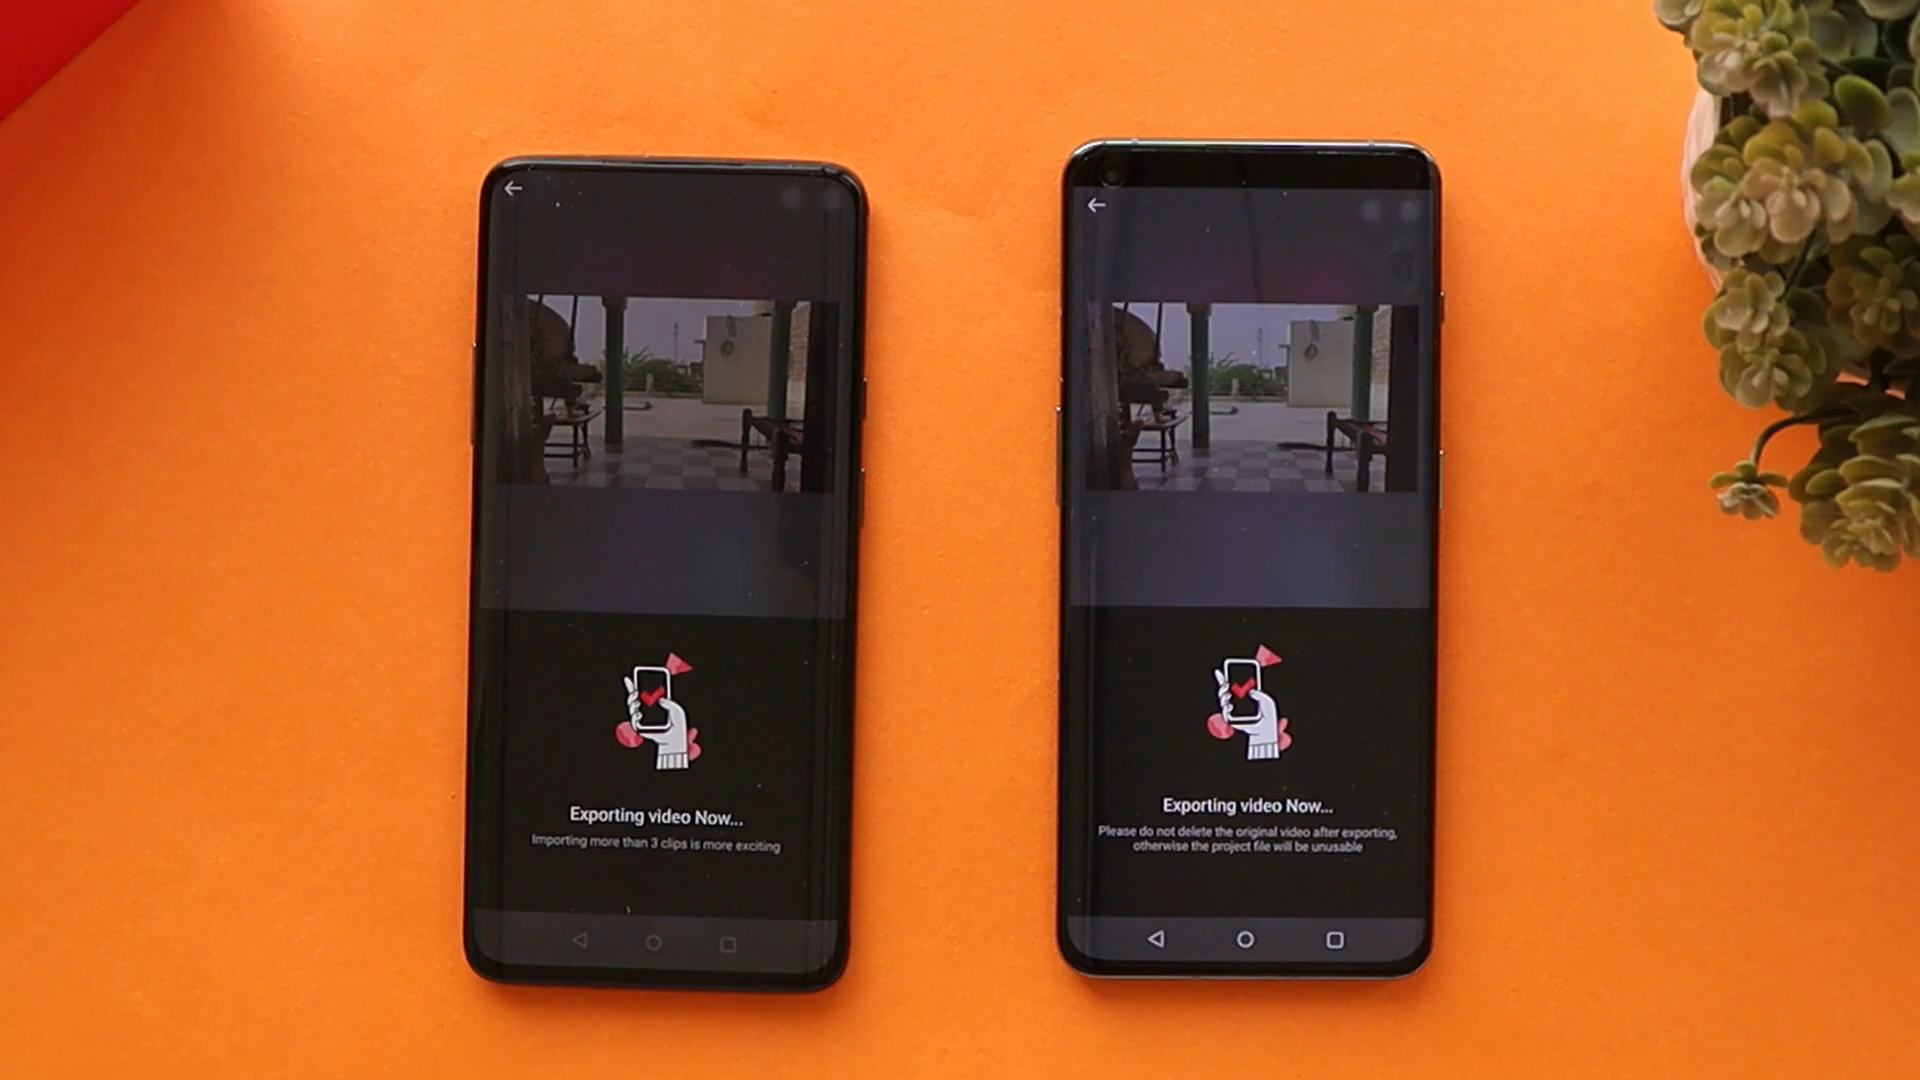 Exporting video Now...
Importing more than 3 clips is more exciting
Exporting video Now...
Please do not delete the original video after exporting,
otherwise the project file will be unusable